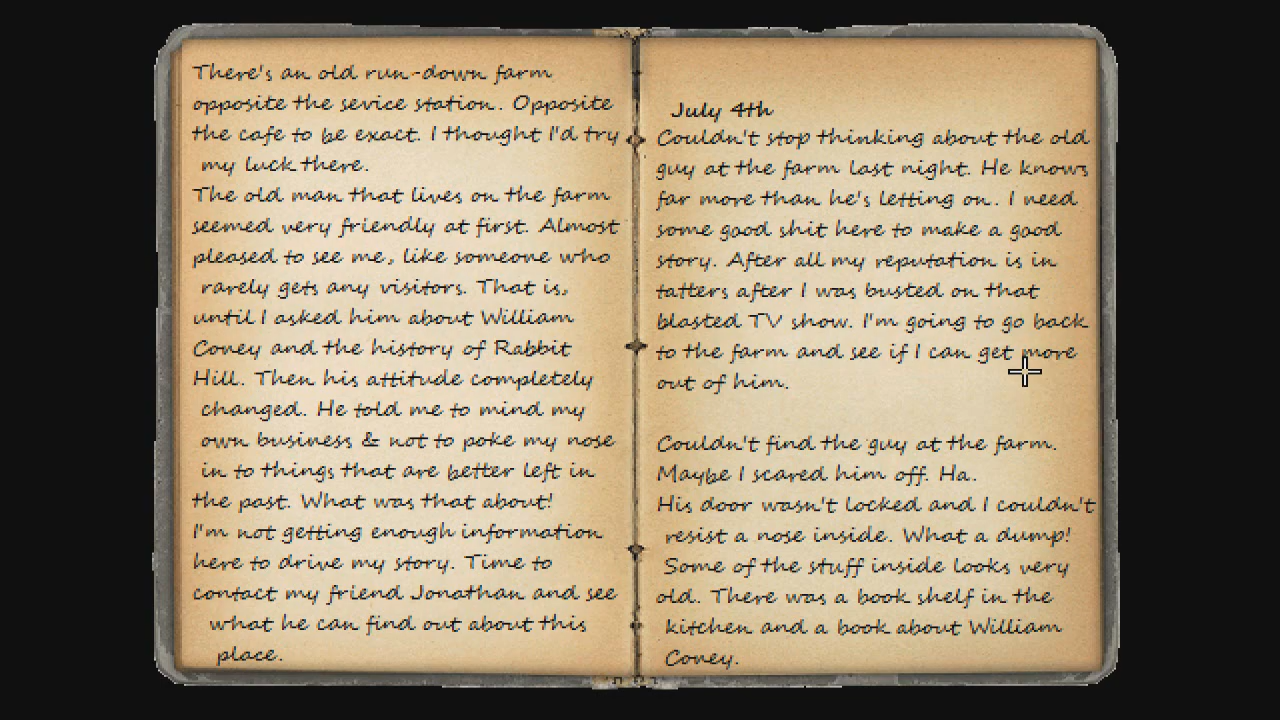 There's an old run-down farm
opposite the sevice station. Opposite
the cafe to be exact. I thought I'd try
my luck there.
The old man that lives on the farm
seemed very friendly at first. Almost
pleased to see me, like someone who
rarely gets any visitors. That is,
until I asked him about William
Coney and the history of Rabbit
Hill. Then his attitude completely
changed. He told me to mind my
own business & not to poke my nose
in to things that are better left in
the past. What was that about!
I'm not getting enough information
here to drive my story. Time to
contact my friend Jonathan and see
what he can find out about this
place.
July 4th
Couldn't stop thinking about the old
guy at the farm last night. He knows
far more than he's letting on. I need
some good shit here to make a good
story. After all my reputation is in
tatters after I was busted on that
blasted TV show. I'm going to go back
to the farm and see if I can get more
out of him.
Couldn't find the guy at the farm.
Maybe I scared him off. Ha.
His door wasn't locked and I couldn't
resist a nose inside. What a dump!
Some of the stuff inside looks very
old. There was a book shelf in the
kitchen and a book about William
Coney.